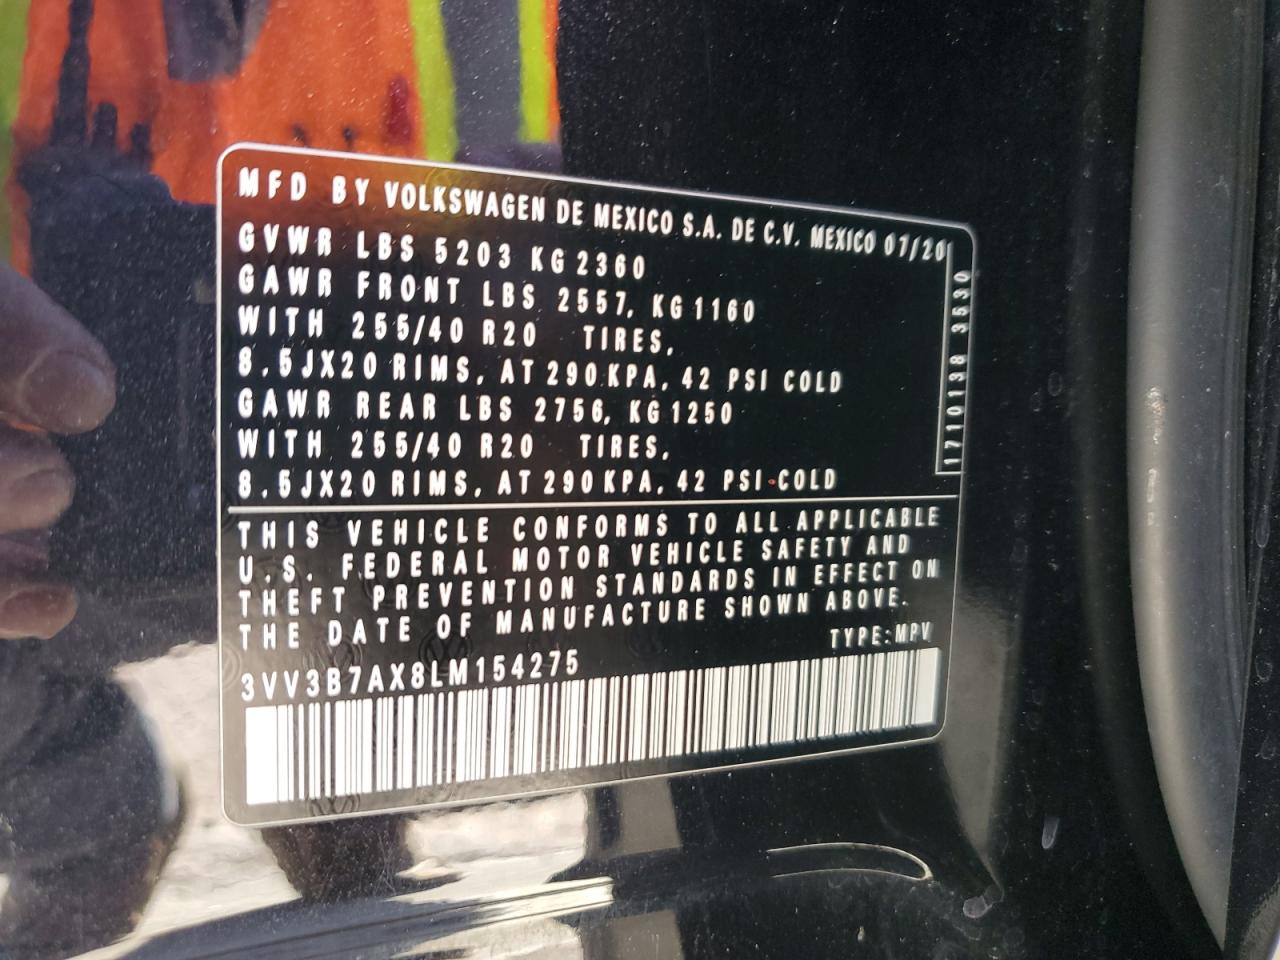 MFD BY VOLKSWAGEN DE MEXICO S.A. DE C.V. MEXICO 07/20
GVWR LBS 5203 KG 2360
GAWR FRONT LBS 2557, KG 1160
WITH 255/40 R20 TIRES,
8.5JX20 RIMS, AT 290 KPA, 42 PSI COLD
GAWR REAR LBS 2756, KG 1250
WITH 255/40 R20 TIRES,
8.5JX20 RIMS, AT 290 KPA, 42 PSI COLD
1710138 3530
THIS VEHICLE CONFORMS TO ALL APPLICABLE
U.S. FEDERAL MOTOR VEHICLE SAFETY AND
THEFT PREVENTION STANDARDS IN EFFECT ON
THE DATE OF MANUFACTURE SHOWN ABOVE.
TYPE:MPV
3VV3B7AX8LM154275